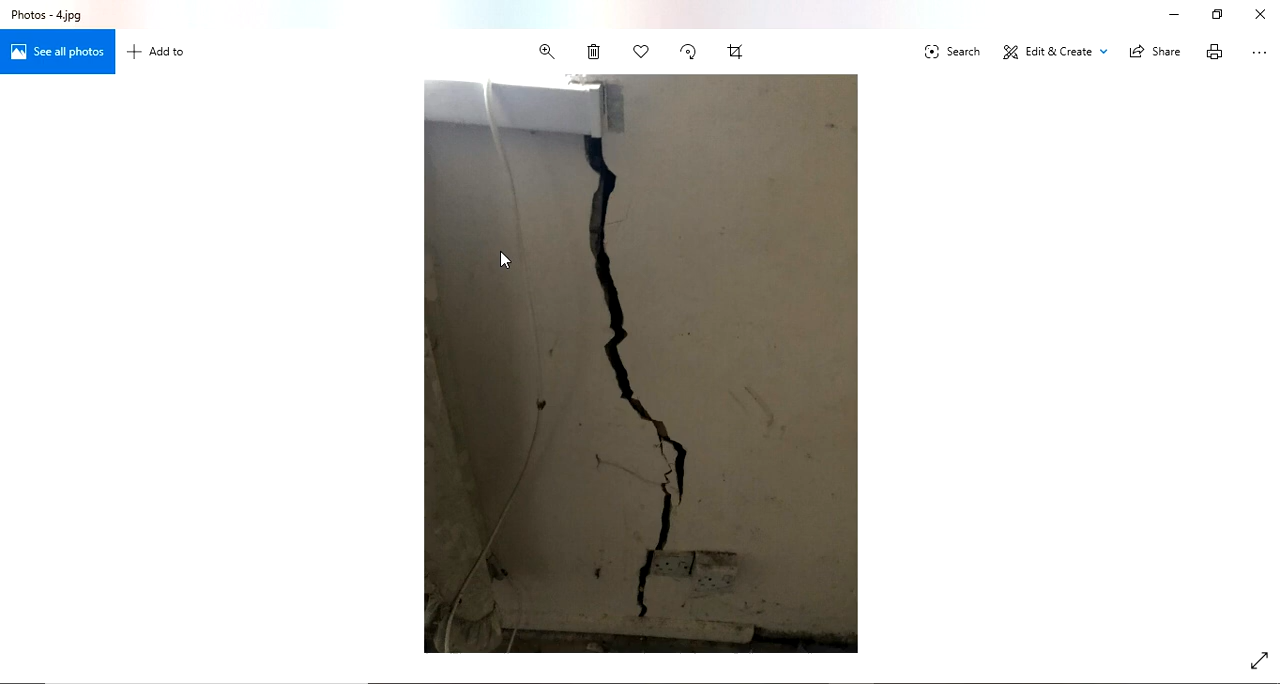 Photos - 4.jpg
See all photos
Add to
Search
Edit & Create
Share